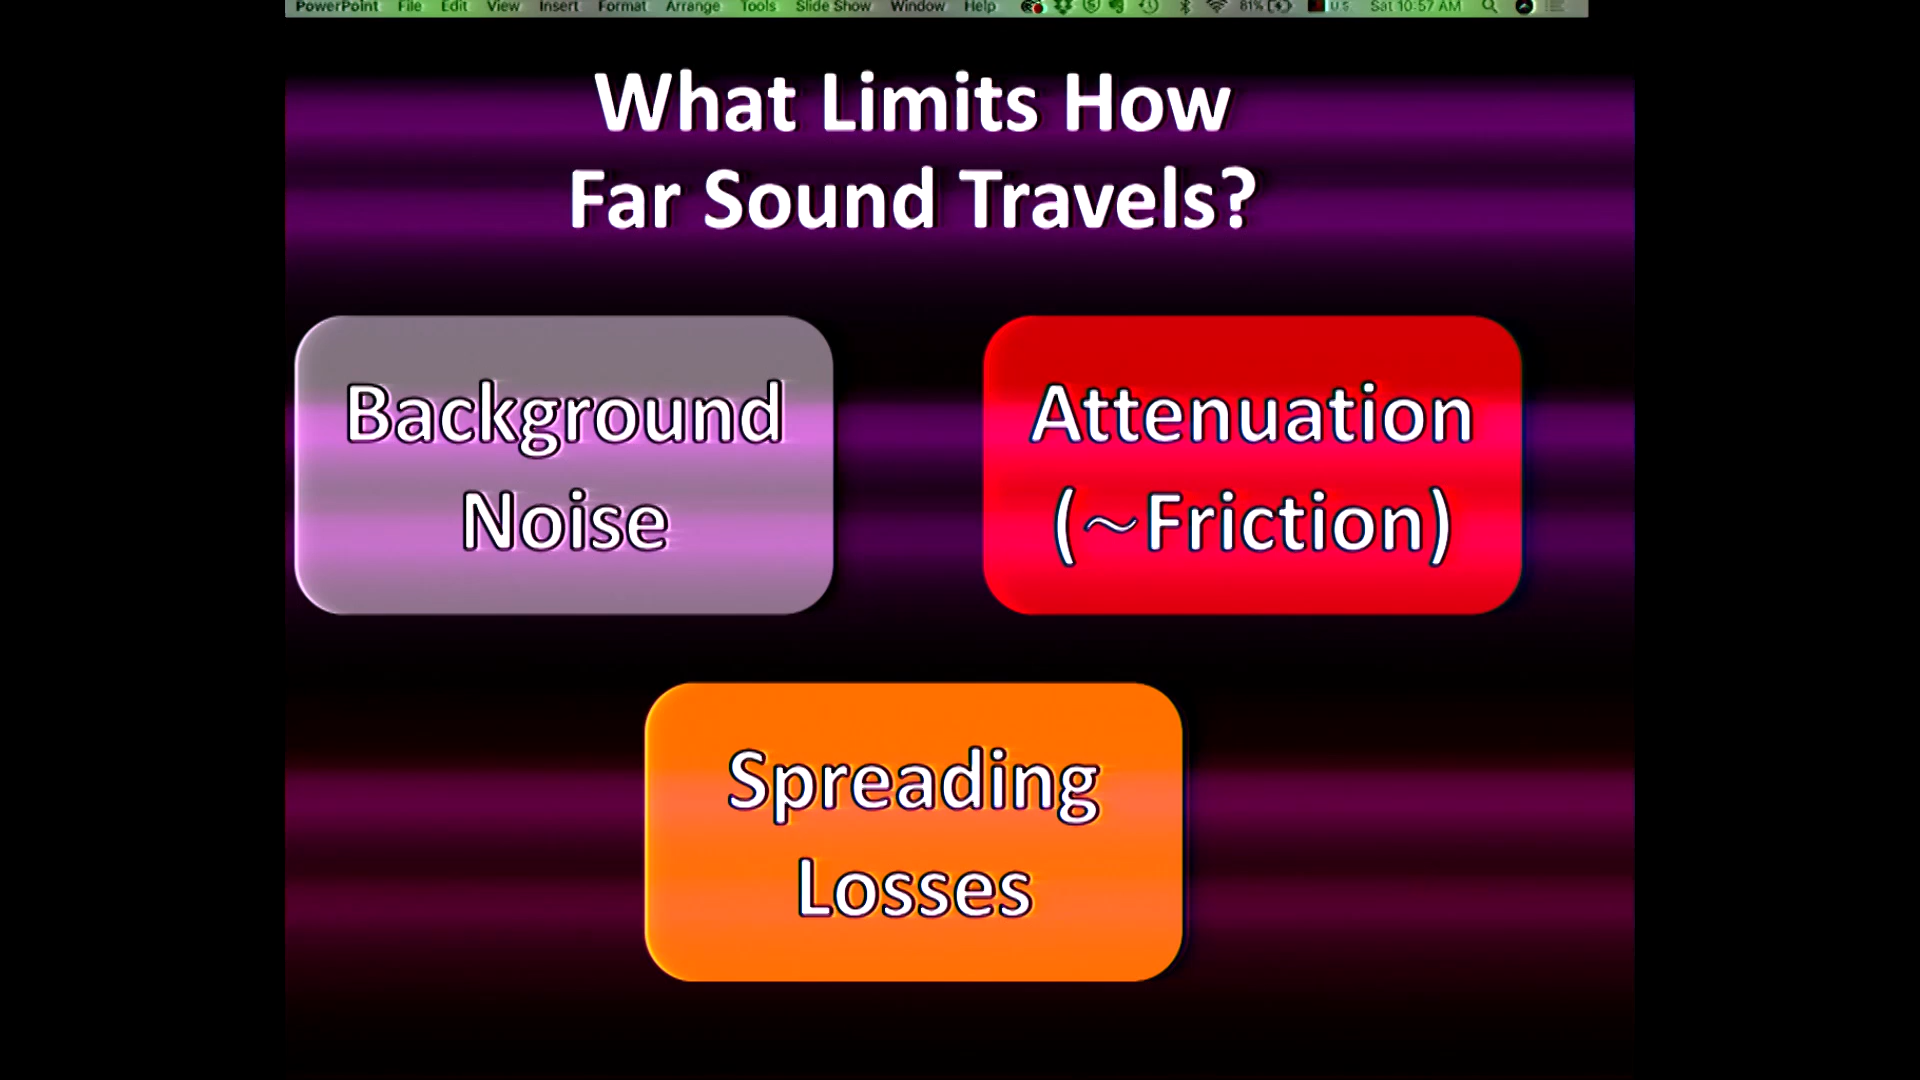 PowerPoint File Edit View Insert Format Arrange Tools Slide Show Window Help 81% U.S. Sat 10:57 AM
What Limits How
Far Sound Travels?
Background
Noise
Attenuation
(~Friction)
Spreading
Losses